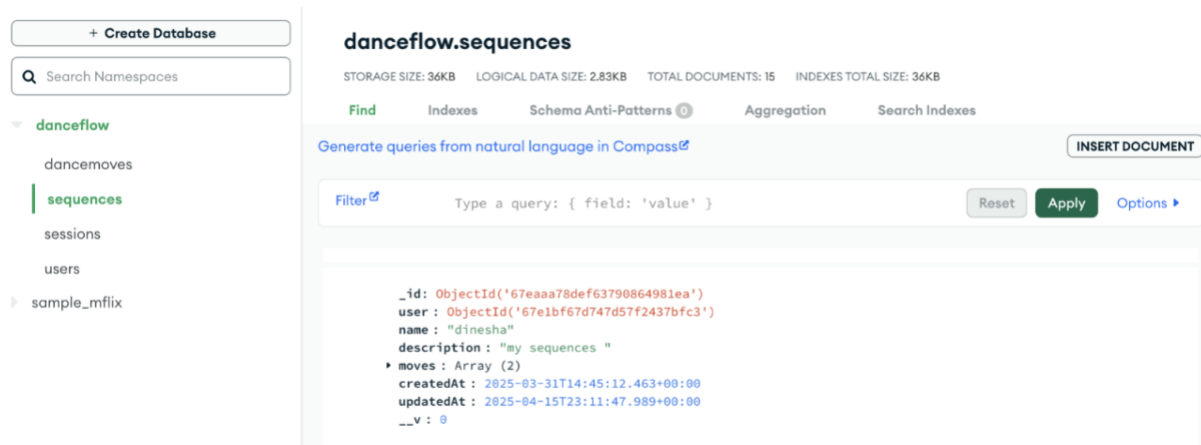 + Create Database
Search Namespaces
danceflow
dancemoves
sequences
sessions
users
sample_mflix
danceflow.sequences
STORAGE SIZE: 36KB LOGICAL DATA SIZE: 2.83KB TOTAL DOCUMENTS: 15 INDEXES TOTAL SIZE: 36KB
Find Indexes Schema Anti-Patterns 0 Aggregation Search Indexes
Generate queries from natural language in Compass
INSERT DOCUMENT
Filter Type a query: { field: 'value' } Reset Apply Options
_id: ObjectId('67eaaa78def63790864981ea')
user : ObjectId('67e1bf67d747d57f2437bfc3')
name : "dinesha"
description : "my sequences "
moves : Array (2)
createdAt : 2025-03-31T14:45:12.463+00:00
updatedAt : 2025-04-15T23:11:47.989+00:00
__v : 0